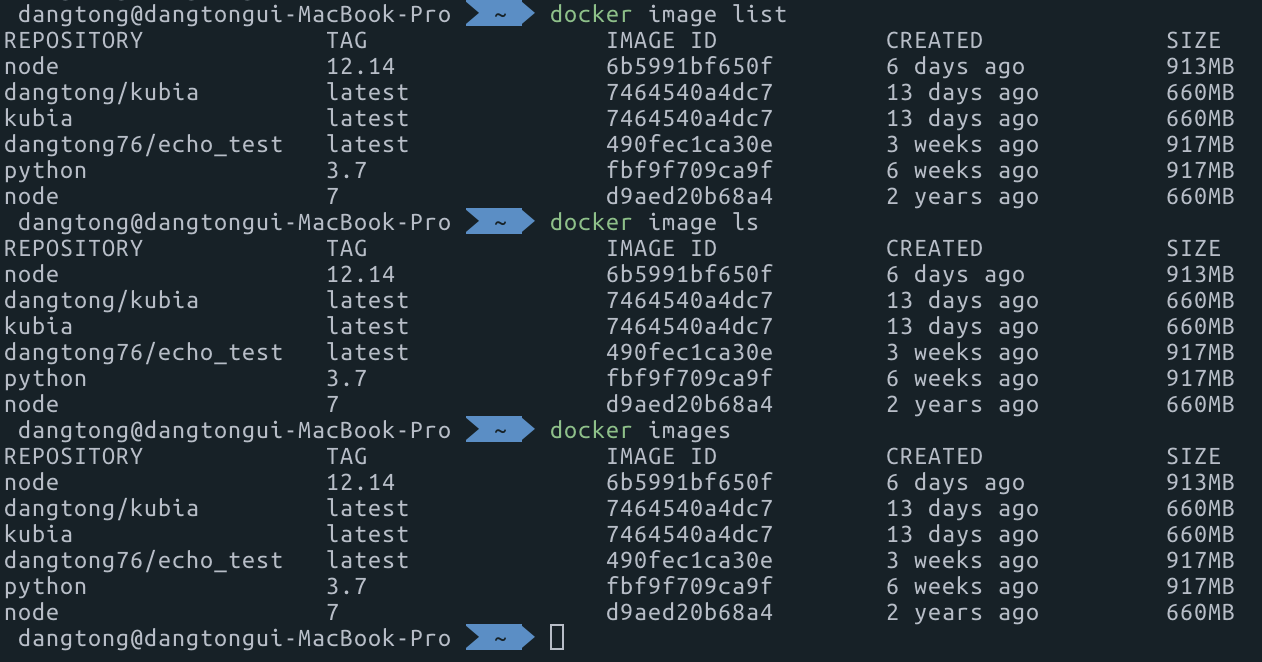 dangtong@dangtongui-MacBook-Pro ~ docker image list
REPOSITORY TAG IMAGE ID CREATED SIZE
node 12.14 6b5991bf650f 6 days ago 913MB
dangtong/kubia latest 7464540a4dc7 13 days ago 660MB
kubia latest 7464540a4dc7 13 days ago 660MB
dangtong76/echo_test latest 490fec1ca30e 3 weeks ago 917MB
python 3.7 fbf9f709ca9f 6 weeks ago 917MB
node 7 d9aed20b68a4 2 years ago 660MB
dangtong@dangtongui-MacBook-Pro ~ docker image ls
REPOSITORY TAG IMAGE ID CREATED SIZE
node 12.14 6b5991bf650f 6 days ago 913MB
dangtong/kubia latest 7464540a4dc7 13 days ago 660MB
kubia latest 7464540a4dc7 13 days ago 660MB
dangtong76/echo_test latest 490fec1ca30e 3 weeks ago 917MB
python 3.7 fbf9f709ca9f 6 weeks ago 917MB
node 7 d9aed20b68a4 2 years ago 660MB
dangtong@dangtongui-MacBook-Pro ~ docker images
REPOSITORY TAG IMAGE ID CREATED SIZE
node 12.14 6b5991bf650f 6 days ago 913MB
dangtong/kubia latest 7464540a4dc7 13 days ago 660MB
kubia latest 7464540a4dc7 13 days ago 660MB
dangtong76/echo_test latest 490fec1ca30e 3 weeks ago 917MB
python 3.7 fbf9f709ca9f 6 weeks ago 917MB
node 7 d9aed20b68a4 2 years ago 660MB
dangtong@dangtongui-MacBook-Pro ~